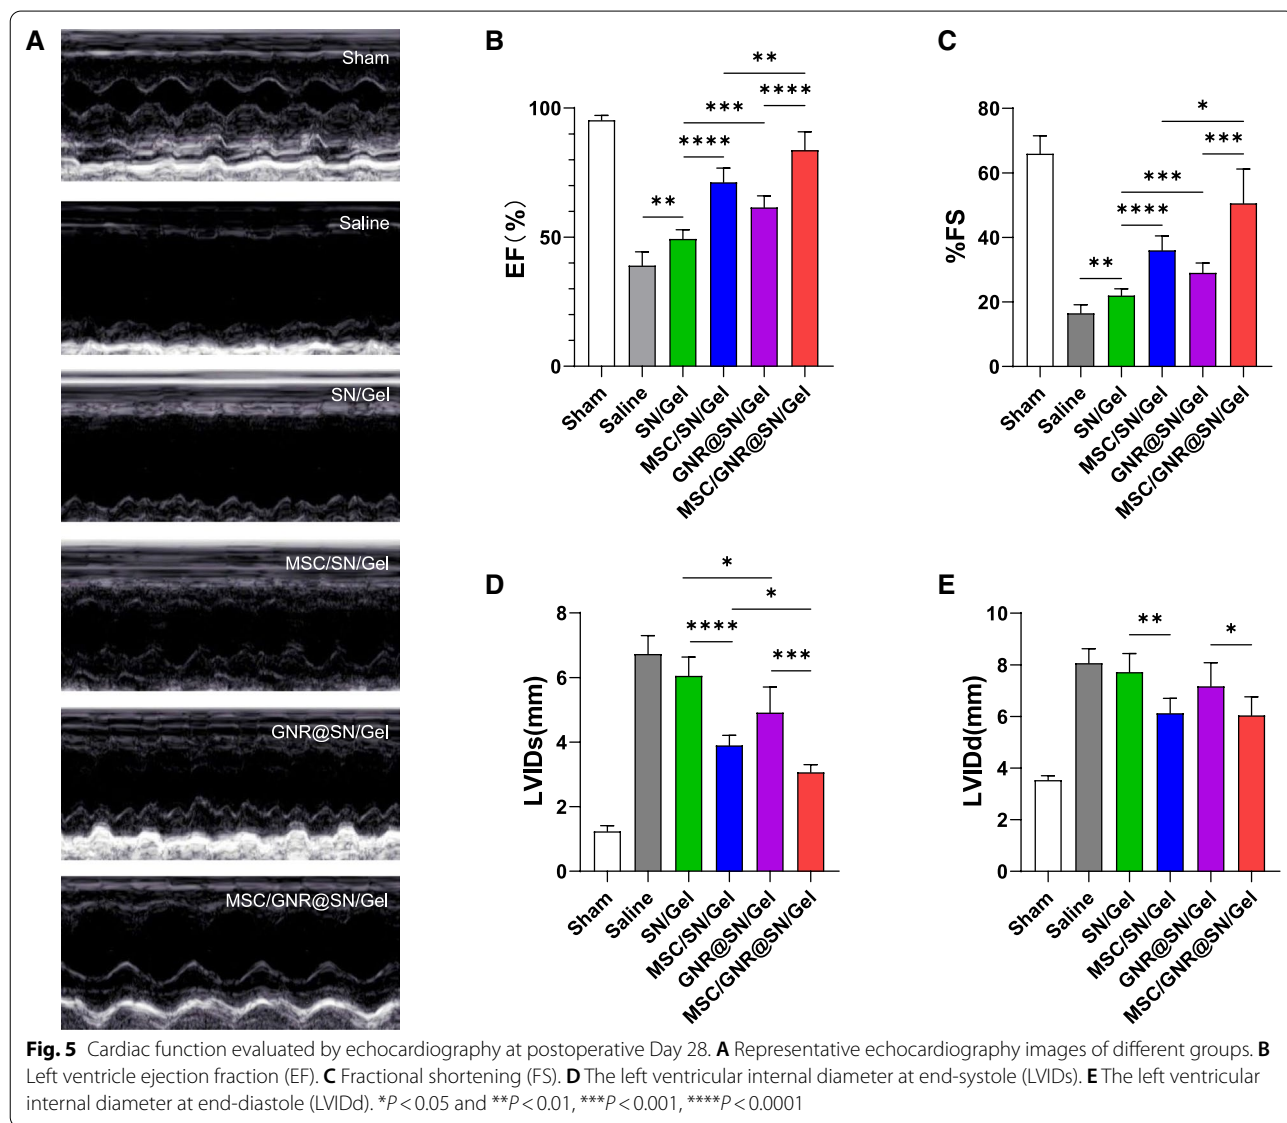 A
Sham
Saline
SN/Gel
MSC/SN/Gel
GNR@SN/Gel
MSC/GNR@SN/Gel
B
EF(%)
100
50
0
**
****
***
****
**
Sham
Saline
SN/Gel
MSC/SN/Gel
GNR@SN/Gel
MSC/GNR@SN/Gel
C
%FS
80
60
40
20
0
**
****
***
***
*
Sham
Saline
SN/Gel
MSC/SN/Gel
GNR@SN/Gel
MSC/GNR@SN/Gel
D
LVIDs(mm)
8
6
4
2
0
*
*
****
***
Sham
Saline
SN/Gel
MSC/SN/Gel
GNR@SN/Gel
MSC/GNR@SN/Gel
E
LVIDd(mm)
10
8
6
4
2
0
**
*
Sham
Saline
SN/Gel
MSC/SN/Gel
GNR@SN/Gel
MSC/GNR@SN/Gel
Fig. 5 Cardiac function evaluated by echocardiography at postoperative Day 28. A Representative echocardiography images of different groups. B
Left ventricle ejection fraction (EF). C Fractional shortening (FS). D The left ventricular internal diameter at end-systole (LVIDs). E The left ventricular
internal diameter at end-diastole (LVIDd). *P < 0.05 and **P < 0.01, ***P < 0.001, ****P < 0.0001